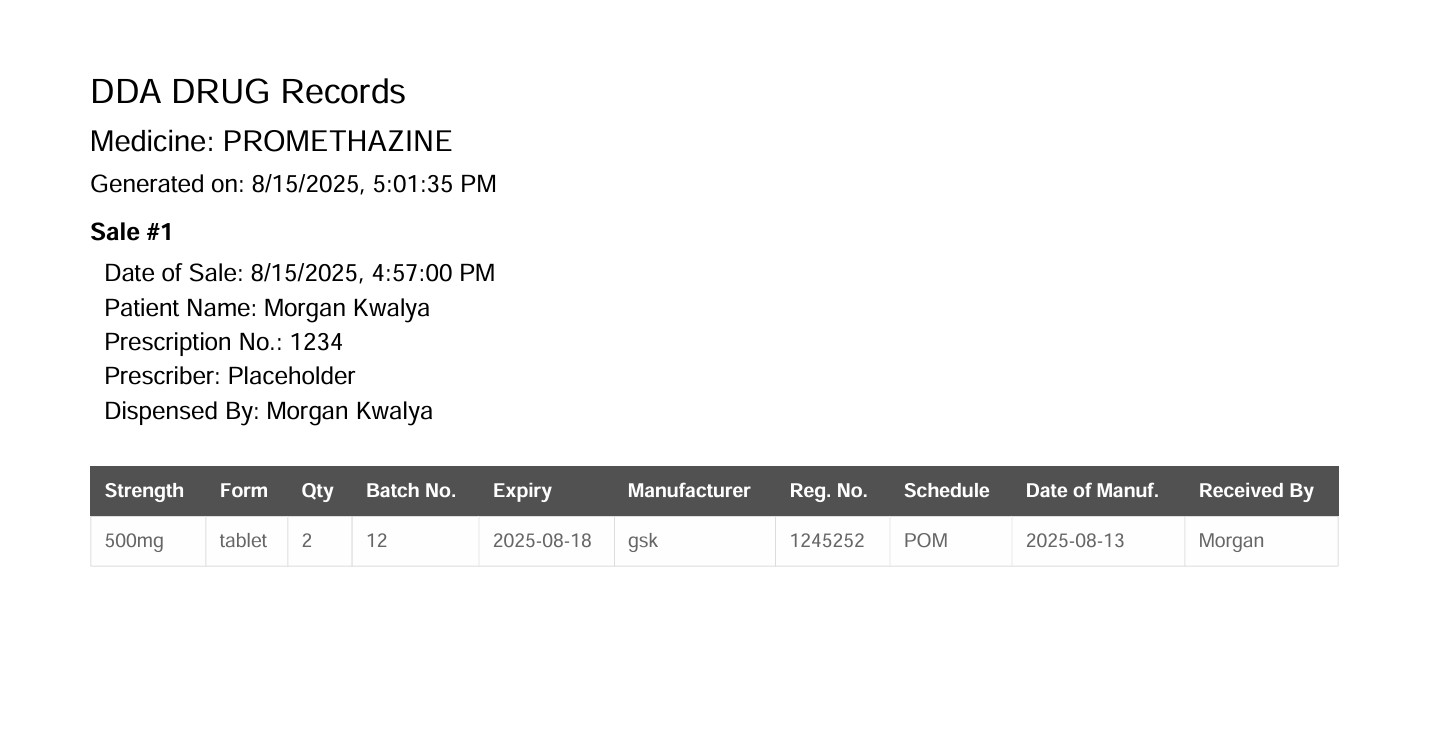 DDA DRUG Records
Medicine: PROMETHAZINE
Generated on: 8/15/2025, 5:01:35 PM
Sale #1
Date of Sale: 8/15/2025, 4:57:00 PM
Patient Name: Morgan Kwalya
Prescription No.: 1234
Prescriber: Placeholder
Dispensed By: Morgan Kwalya
Strength Form Qty Batch No. Expiry Manufacturer Reg. No. Schedule Date of Manuf. Received By
500mg tablet 2 12 2025-08-18 gsk 1245252 POM 2025-08-13 Morgan